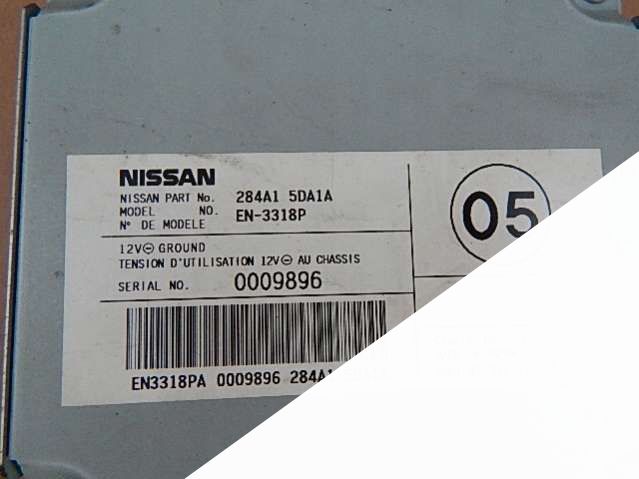 NISSAN
NISSAN PART No. 284A1 5DA1A
MODEL NO. EN-3318P
N° DE MODELE
05
12V⊖ GROUND
TENSION D'UTILISATION 12V⊖ AU CHASSIS
SERIAL NO. 0009896
EN3318PA 0009896 284A1